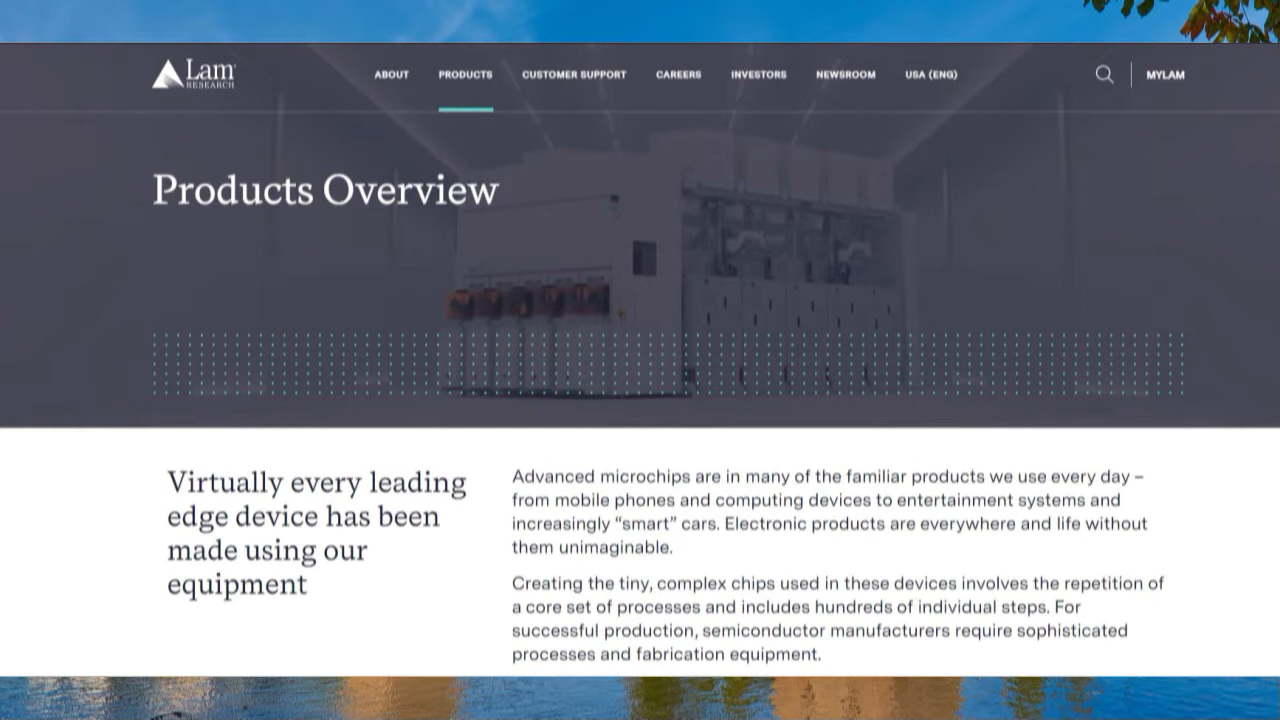 Lam
RESEARCH
ABOUT PRODUCTS CUSTOMER SUPPORT CAREERS INVESTORS NEWSROOM USA (ENG) MYLAM
Products Overview
Virtually every leading
edge device has been
made using our
equipment
Advanced microchips are in many of the familiar products we use every day –
from mobile phones and computing devices to entertainment systems and
increasingly “smart” cars. Electronic products are everywhere and life without
them unimaginable.
Creating the tiny, complex chips used in these devices involves the repetition of
a core set of processes and includes hundreds of individual steps. For
successful production, semiconductor manufacturers require sophisticated
processes and fabrication equipment.